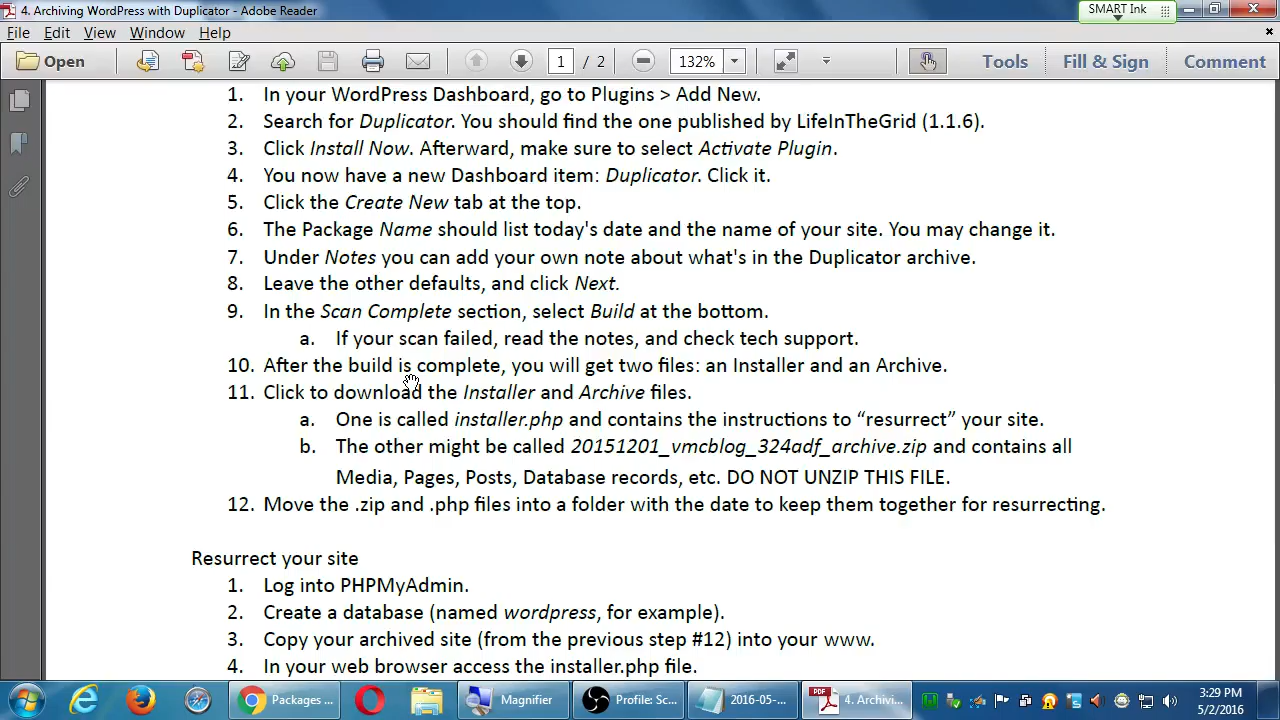 4. Archiving WordPress with Duplicator - Adobe Reader
SMART Ink
File Edit View Window Help
Open
1 / 2
132%
Tools Fill & Sign Comment
1. In your WordPress Dashboard, go to Plugins > Add New.
2. Search for Duplicator. You should find the one published by LifeInTheGrid (1.1.6).
3. Click Install Now. Afterward, make sure to select Activate Plugin.
4. You now have a new Dashboard item: Duplicator. Click it.
5. Click the Create New tab at the top.
6. The Package Name should list today's date and the name of your site. You may change it.
7. Under Notes you can add your own note about what's in the Duplicator archive.
8. Leave the other defaults, and click Next.
9. In the Scan Complete section, select Build at the bottom.
a. If your scan failed, read the notes, and check tech support.
10. After the build is complete, you will get two files: an Installer and an Archive.
11. Click to download the Installer and Archive files.
a. One is called installer.php and contains the instructions to “resurrect” your site.
b. The other might be called 20151201_vmcblog_324adf_archive.zip and contains all
Media, Pages, Posts, Database records, etc. DO NOT UNZIP THIS FILE.
12. Move the .zip and .php files into a folder with the date to keep them together for resurrecting.
Resurrect your site
1. Log into PHPMyAdmin.
2. Create a database (named wordpress, for example).
3. Copy your archived site (from the previous step #12) into your www.
4. In your web browser access the installer.php file.
Packages ...
Magnifier
Profile: Sc...
2016-05-...
PDF
4. Archivi...
3:29 PM
5/2/2016